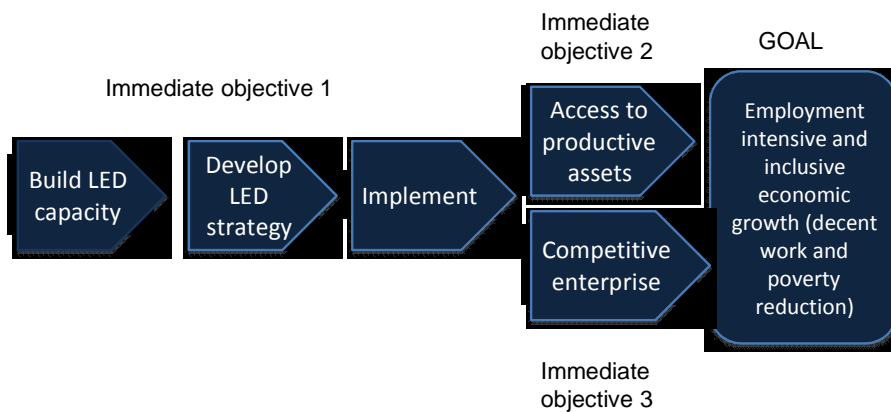 Immediate objective 1
Build LED
capacity
Develop
LED
strategy
Implement
Immediate
objective 2
Access to
productive
assets
Competitive
enterprise
Immediate
objective 3
GOAL
Employment
intensive and
inclusive
economic
growth (decent
work and
poverty
reduction)